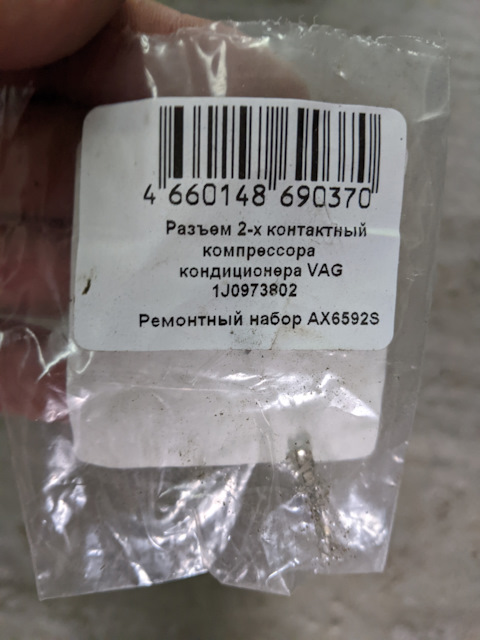 4 660148 690370
Разъем 2-х контактный
компрессора
кондиционера VAG
1J0973802
Ремонтный набор AX6592S